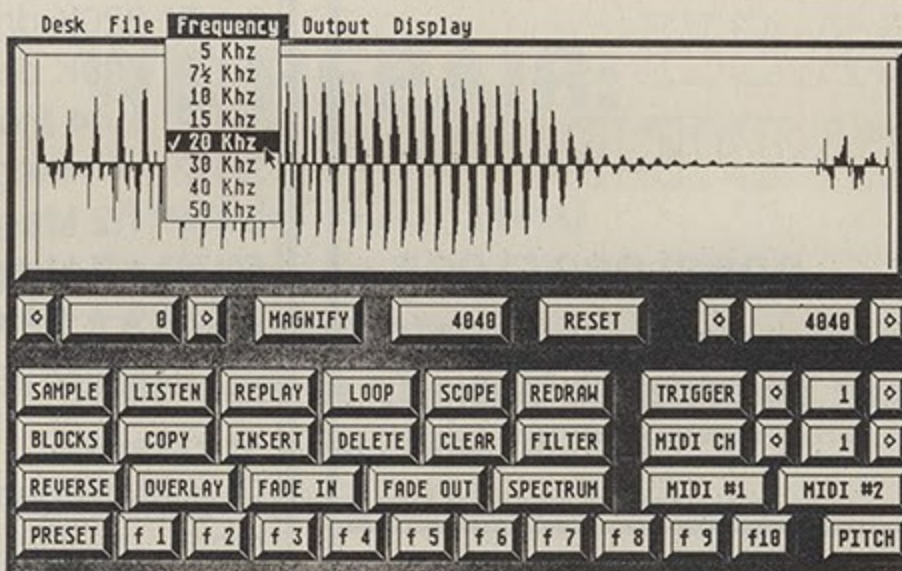 Desk File Frequency Output Display
5 Khz
7½ Khz
10 Khz
15 Khz
✓ 20 Khz
30 Khz
40 Khz
50 Khz
0 MAGNIFY 4040 RESET 4040
SAMPLE LISTEN REPLAY LOOP SCOPE REDRAW TRIGGER 1
BLOCKS COPY INSERT DELETE CLEAR FILTER MIDI CH 1
REVERSE OVERLAY FADE IN FADE OUT SPECTRUM MIDI #1 MIDI #2
PRESET f 1 f 2 f 3 f 4 f 5 f 6 f 7 f 8 f 9 f10 PITCH